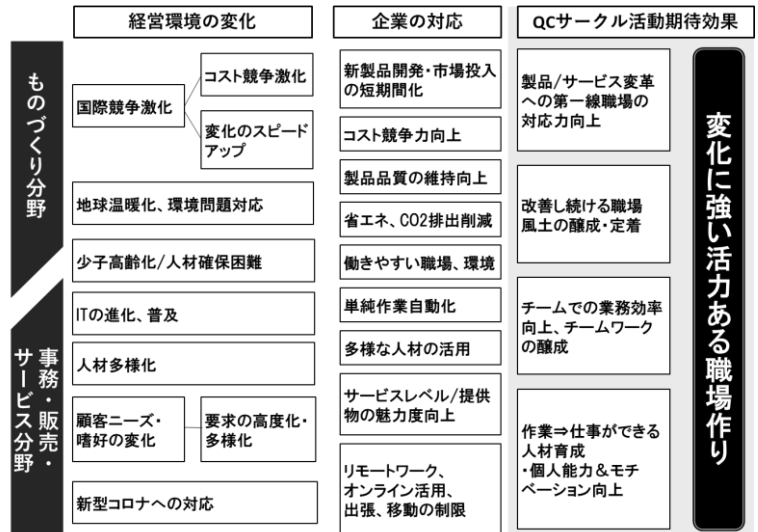 経営環境の変化
企業の対応
QCサークル活動期待効果
ものづくり分野
事務・販売・
サービス分野
国際競争激化
コスト競争激化
変化のスピード
アップ
地球温暖化、環境問題対応
少子高齢化/人材確保困難
ITの進化、普及
人材多様化
顧客ニーズ・
嗜好の変化
要求の高度化・
多様化
新型コロナへの対応
新製品開発・市場投入
の短期間化
コスト競争力向上
製品品質の維持向上
省エネ、CO2排出削減
働きやすい職場、環境
単純作業自動化
多様な人材の活用
サービスレベル/提供
物の魅力度向上
リモートワーク、
オンライン活用、
出張、移動の制限
製品/サービス変革
への第一線職場の
対応力向上
改善し続ける職場
風土の醸成・定着
チームでの業務効率
向上、チームワーク
の醸成
作業⇒仕事ができる
人材育成
・個人能力＆モチ
ベーション向上
変化に強い活力ある職場作り